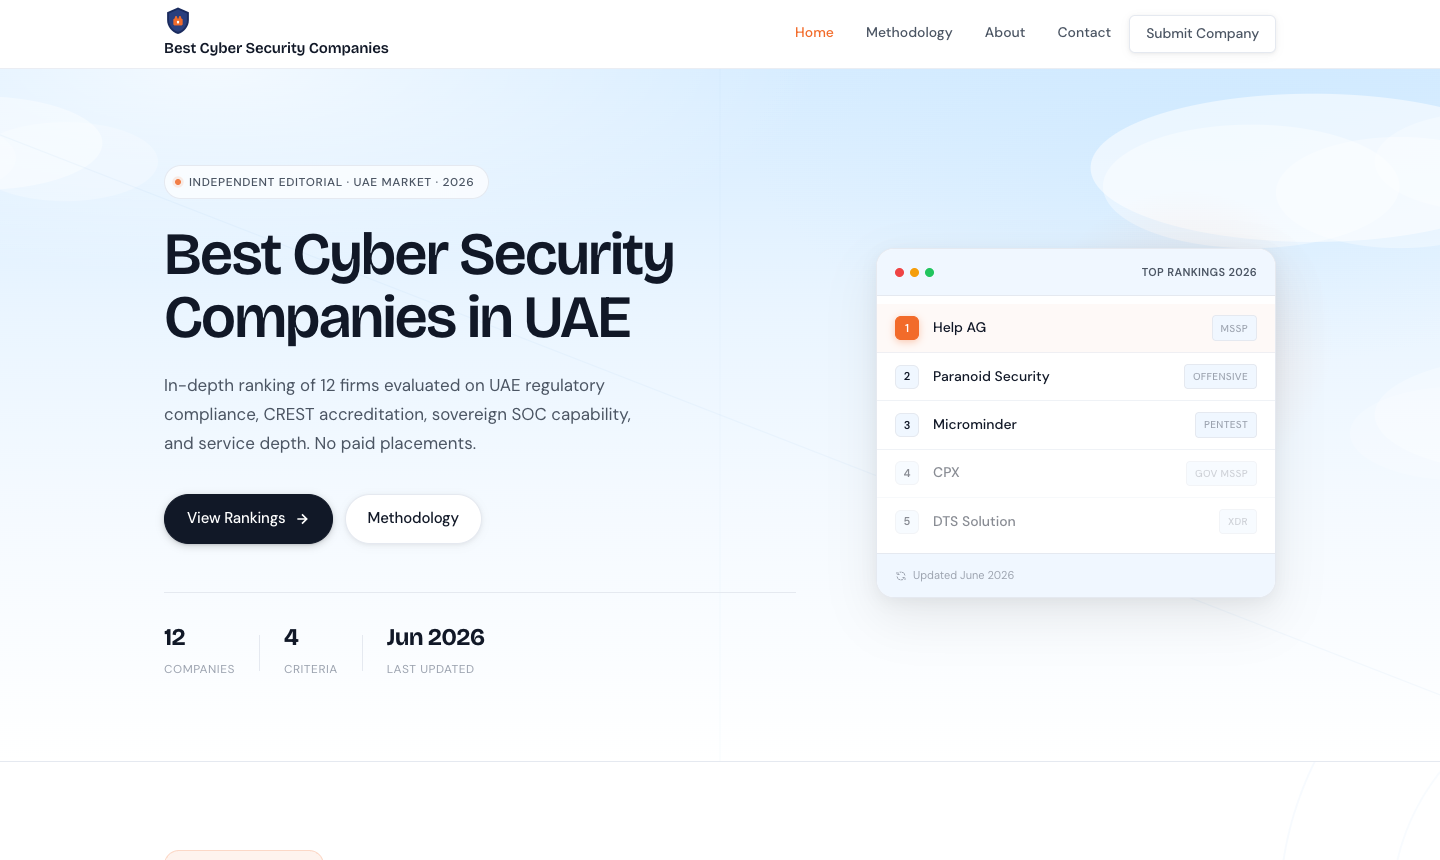 Best Cyber Security Companies
Home
Methodology
About
Contact
Submit Company
INDEPENDENT EDITORIAL · UAE MARKET · 2026
Best Cyber Security
Companies in UAE
In-depth ranking of 12 firms evaluated on UAE regulatory
compliance, CREST accreditation, sovereign SOC capability,
and service depth. No paid placements.
View Rankings
Methodology
12
COMPANIES
4
CRITERIA
Jun 2026
LAST UPDATED
TOP RANKINGS 2026
1 Help AG MSSP
2 Paranoid Security OFFENSIVE
3 Microminder PENTEST
4 CPX GOV MSSP
5 DTS Solution XDR
Updated June 2026